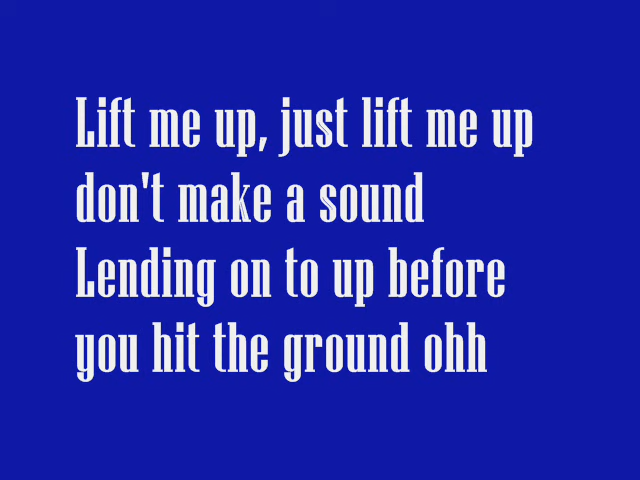 Lift me up, just lift me up
don't make a sound
Lending on to up before
you hit the ground ohh